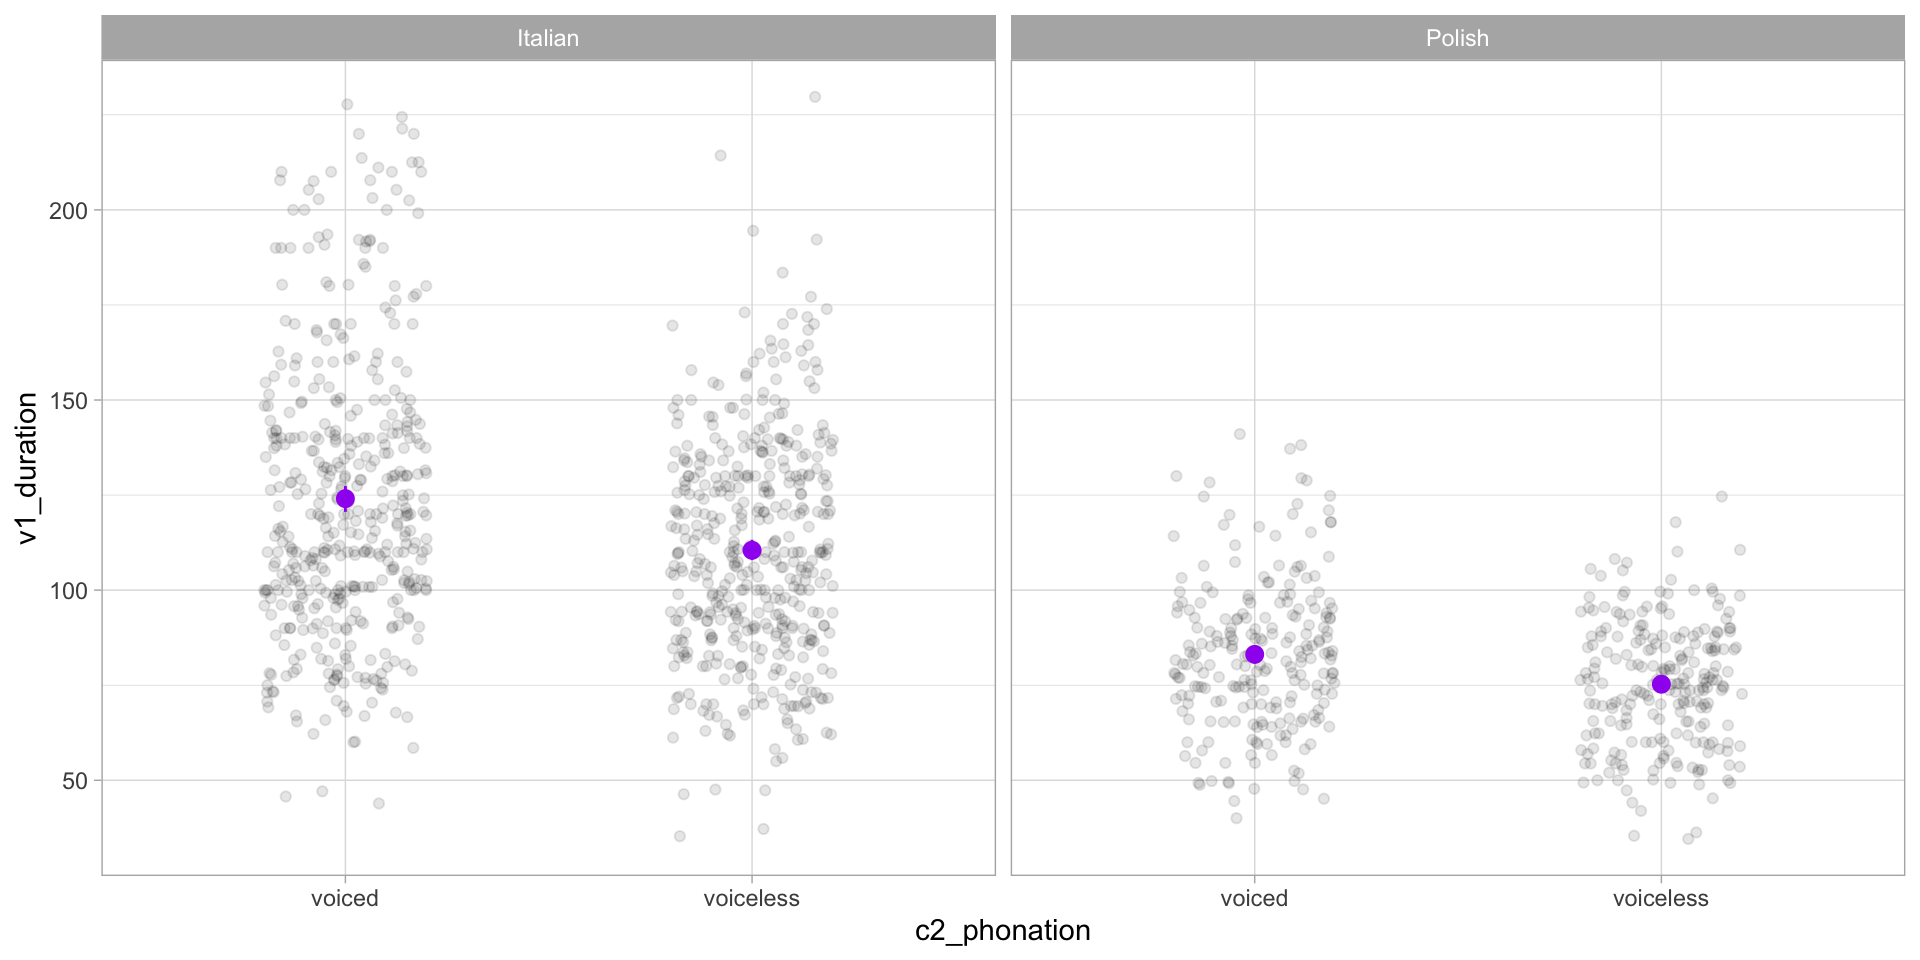 Italian
Polish
v1_duration
200
150
100
50
voiced
voiceless
voiced
voiceless
c2_phonation